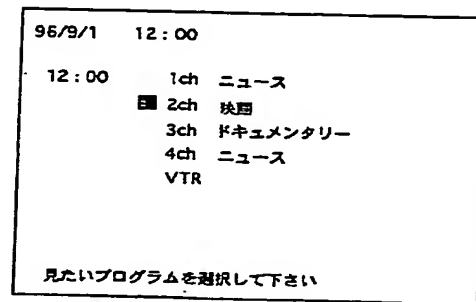 96/9/1 12:00
12:00 1ch ニュース
2ch 映画
3ch ドキュメンタリー
4ch ニュース
VTR
見たいプログラムを選択して下さい